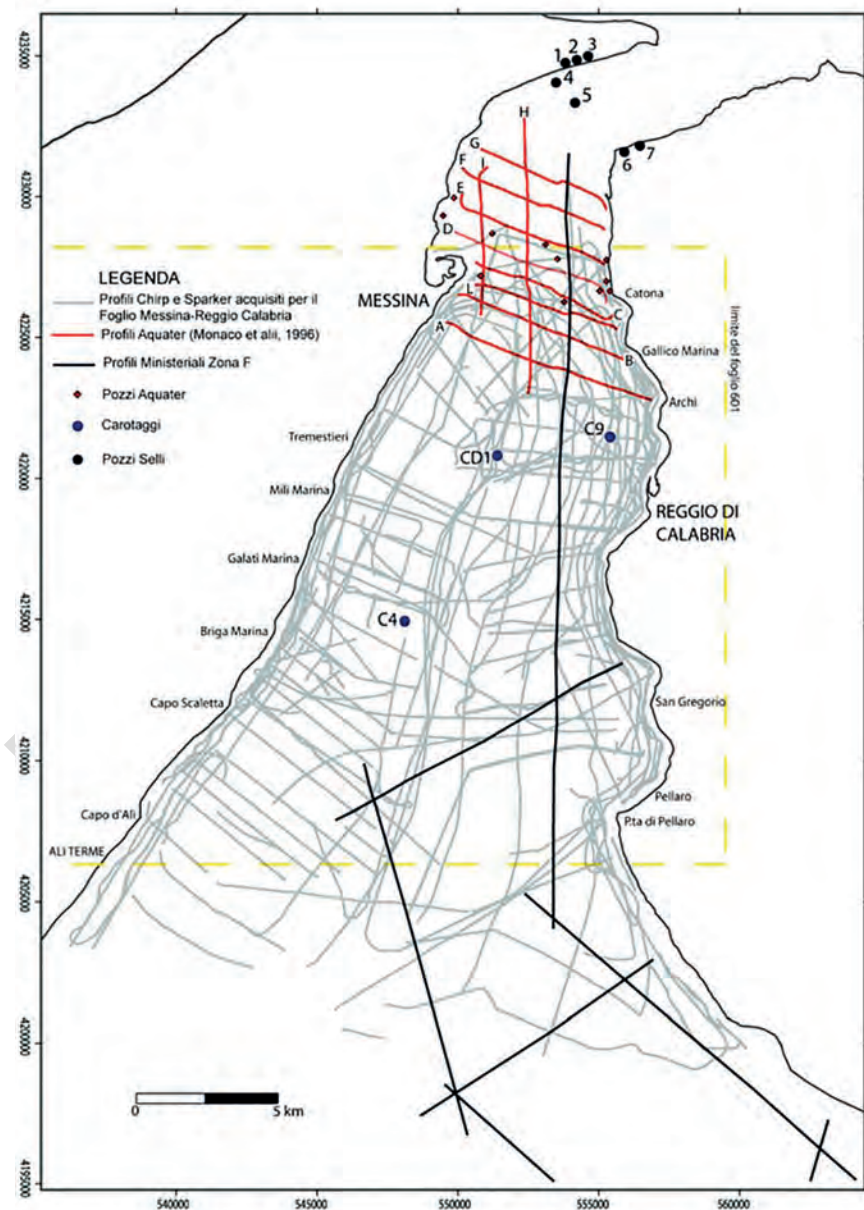 4235000
4230000
4225000
4220000
4215000
4210000
4205000
4200000
4195000
1
2
3
4
5
6
7
H
G
F
I
E
D
L
A
C
B
LEGENDA
Profili Chirp e Sparker acquisiti per il
Foglio Messina-Reggio Calabria
Profili Aquater (Monaco et alii, 1996)
Profili Ministeriali Zona F
Pozzi Aquater
Carotaggi
Pozzi Selli
MESSINA
Catona
Gallico Marina
limite del foglio 601
Archi
Tremestieri
CD1
C9
Mili Marina
REGGIO DI
CALABRIA
Galati Marina
Briga Marina
C4
Capo Scaletta
San Gregorio
Pellaro
Capo d'Alì
P.ta di Pellaro
ALI TERME
0
5 km
540000
545000
550000
555000
560000